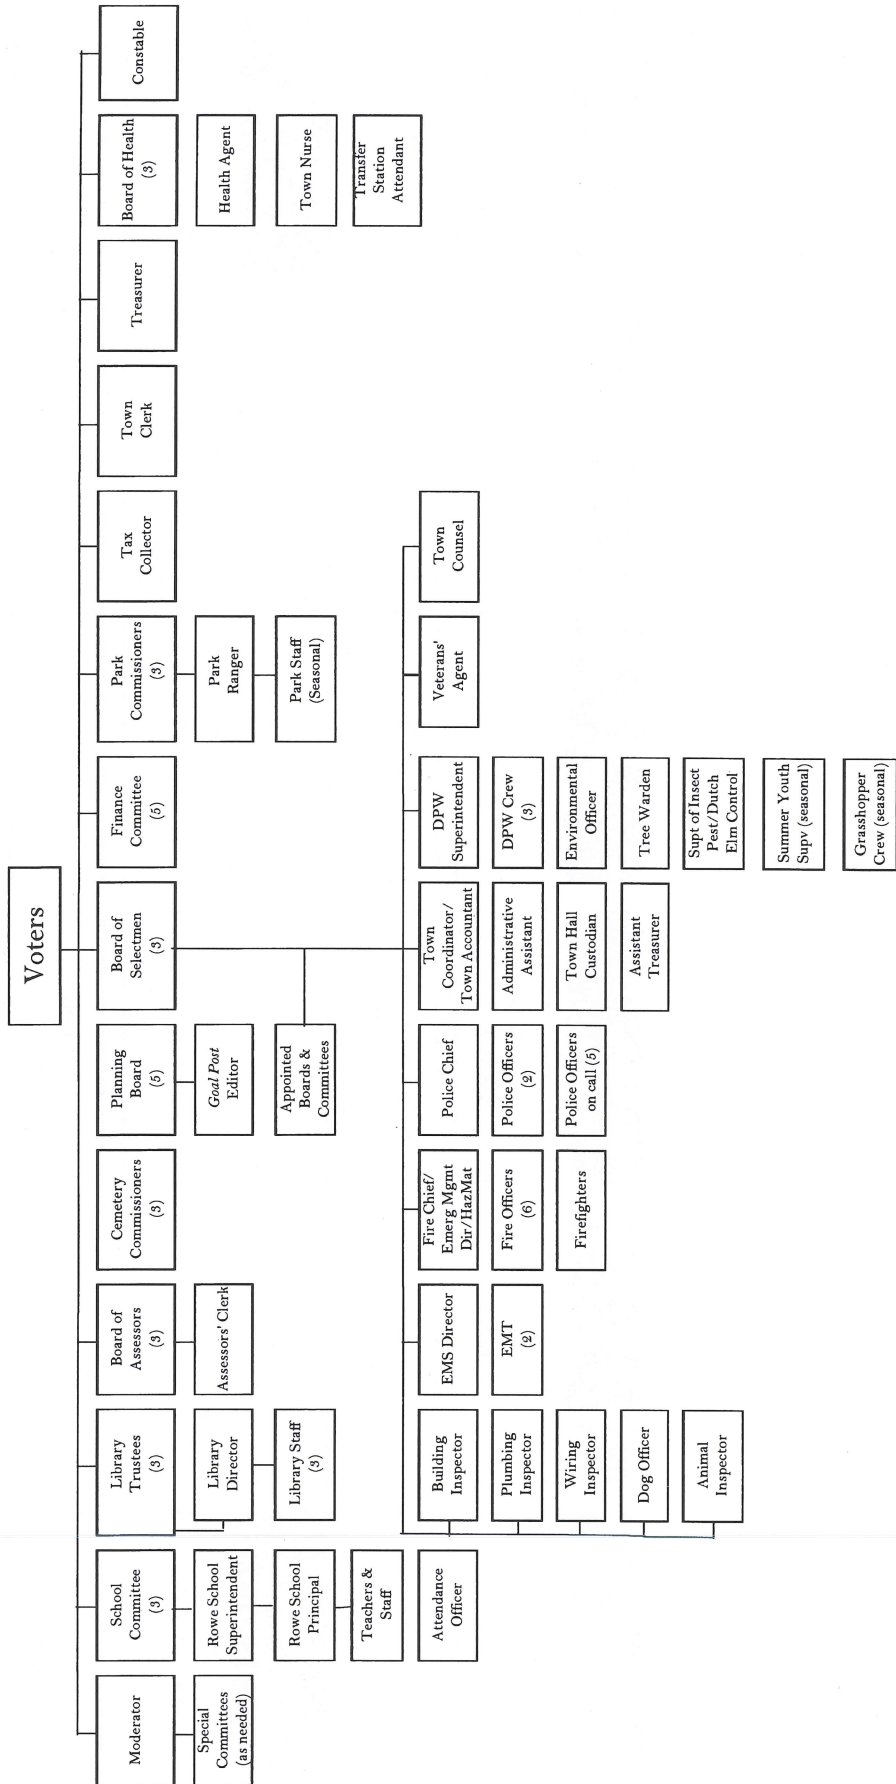 Voters
Moderator
Special
Committees
(as needed)
School
Committee
(3)
Rowe School
Superintendent
Rowe School
Principal
Teachers &
Staff
Attendance
Officer
Library
Trustees
(3)
Library
Director
Library Staff
(3)
Board of
Assessors
(3)
Assessors' Clerk
Cemetery
Commissioners
(3)
Planning
Board
(5)
Goal Post
Editor
Board of
Selectmen
(3)
Appointed
Boards &
Committees
Finance
Committee
(5)
Park
Commissioners
(3)
Park
Ranger
Park Staff
(Seasonal)
Tax
Collector
Town
Clerk
Treasurer
Board of Health
(3)
Health Agent
Town Nurse
Transfer
Station
Attendant
Constable
Building
Inspector
Plumbing
Inspector
Wiring
Inspector
Dog Officer
Animal
Inspector
EMS Director
EMT
(2)
Fire Chief/
Emerg Mgmt
Dir/HazMat
Fire Officers
(6)
Firefighters
Police Chief
Police Officers
(2)
Police Officers
on call (5)
Town
Coordinator/
Town Accountant
Administrative
Assistant
Town Hall
Custodian
Assistant
Treasurer
DPW
Superintendent
DPW Crew
(3)
Environmental
Officer
Tree Warden
Supt of Insect
Pest/Dutch
Elm Control
Summer Youth
Supv (seasonal)
Grasshopper
Crew (seasonal)
Veterans'
Agent
Town
Counsel